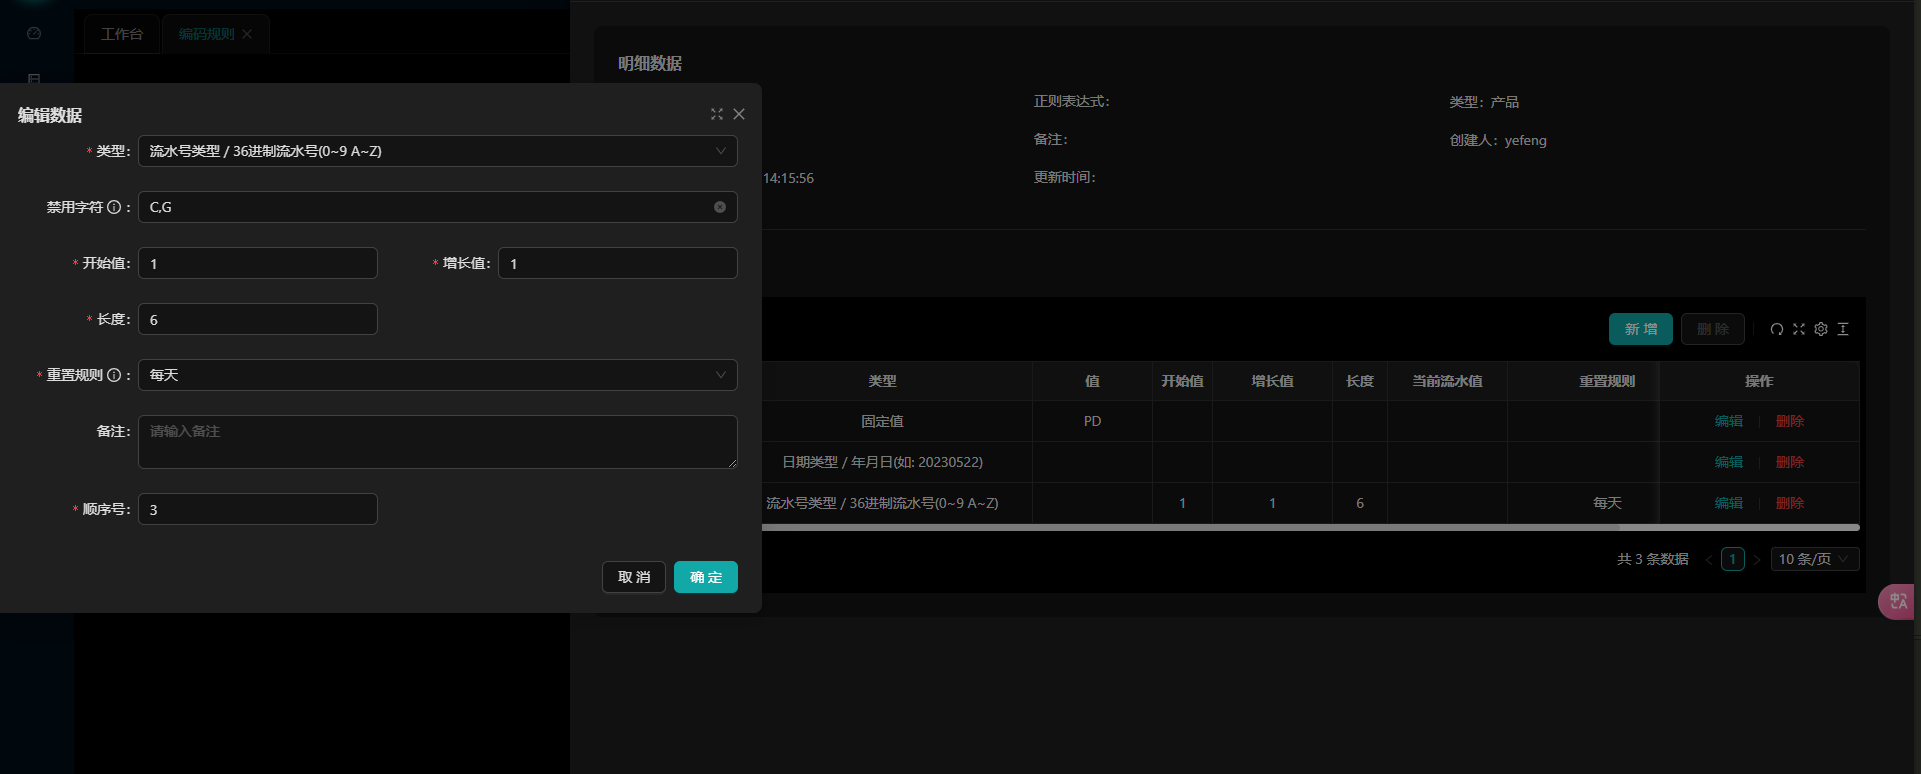 工作台
编码规则
编辑数据
* 类型: 流水号类型 / 36进制流水号(0~9 A~Z)
禁用字符 : C,G
* 开始值: 1
* 增长值: 1
* 长度: 6
* 重置规则 : 每天
备注: 请输入备注
* 顺序号: 3
取 消
确 定
明细数据
正则表达式:
类型: 产品
备注:
创建人: yefeng
14:15:56
更新时间:
新 增
删 除
类型 值 开始值 增长值 长度 当前流水值 重置规则 操作
固定值 PD 编辑 删除
日期类型 / 年月日(如: 20230522) 编辑 删除
流水号类型 / 36进制流水号(0~9 A~Z) 1 1 6 每天 编辑 删除
共 3 条数据 < 1 > 10 条/页
中 A